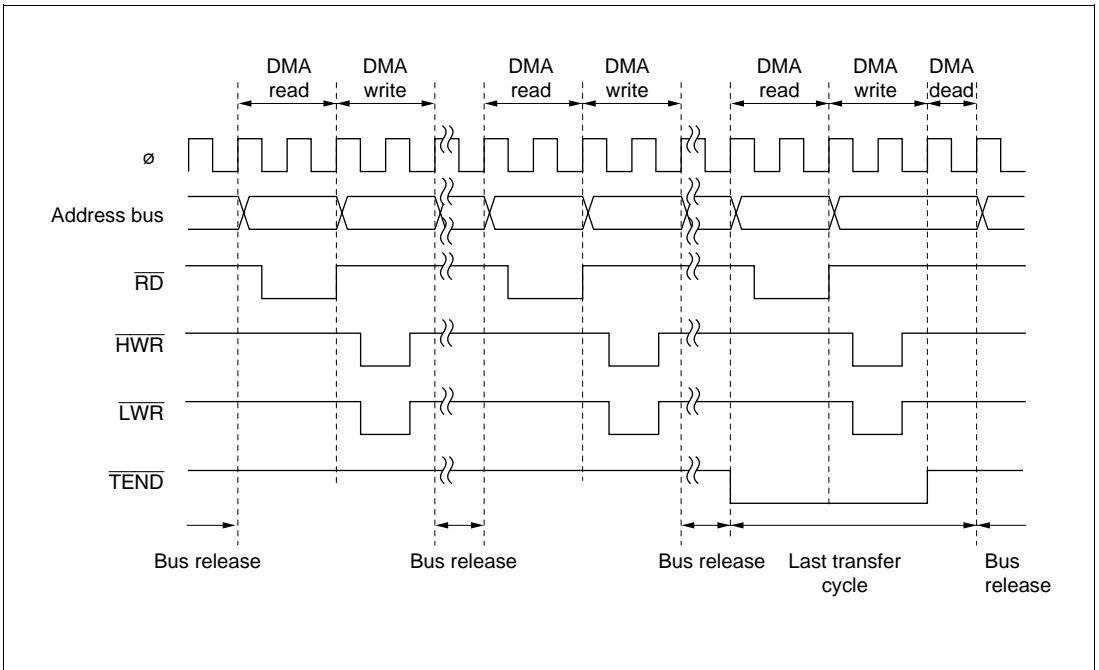 DMA read
DMA write
DMA read
DMA write
DMA read
DMA write
DMA dead
ø
Address bus
RD
HWR
LWR
TEND
Bus release
Bus release
Bus release
Last transfer cycle
Bus release